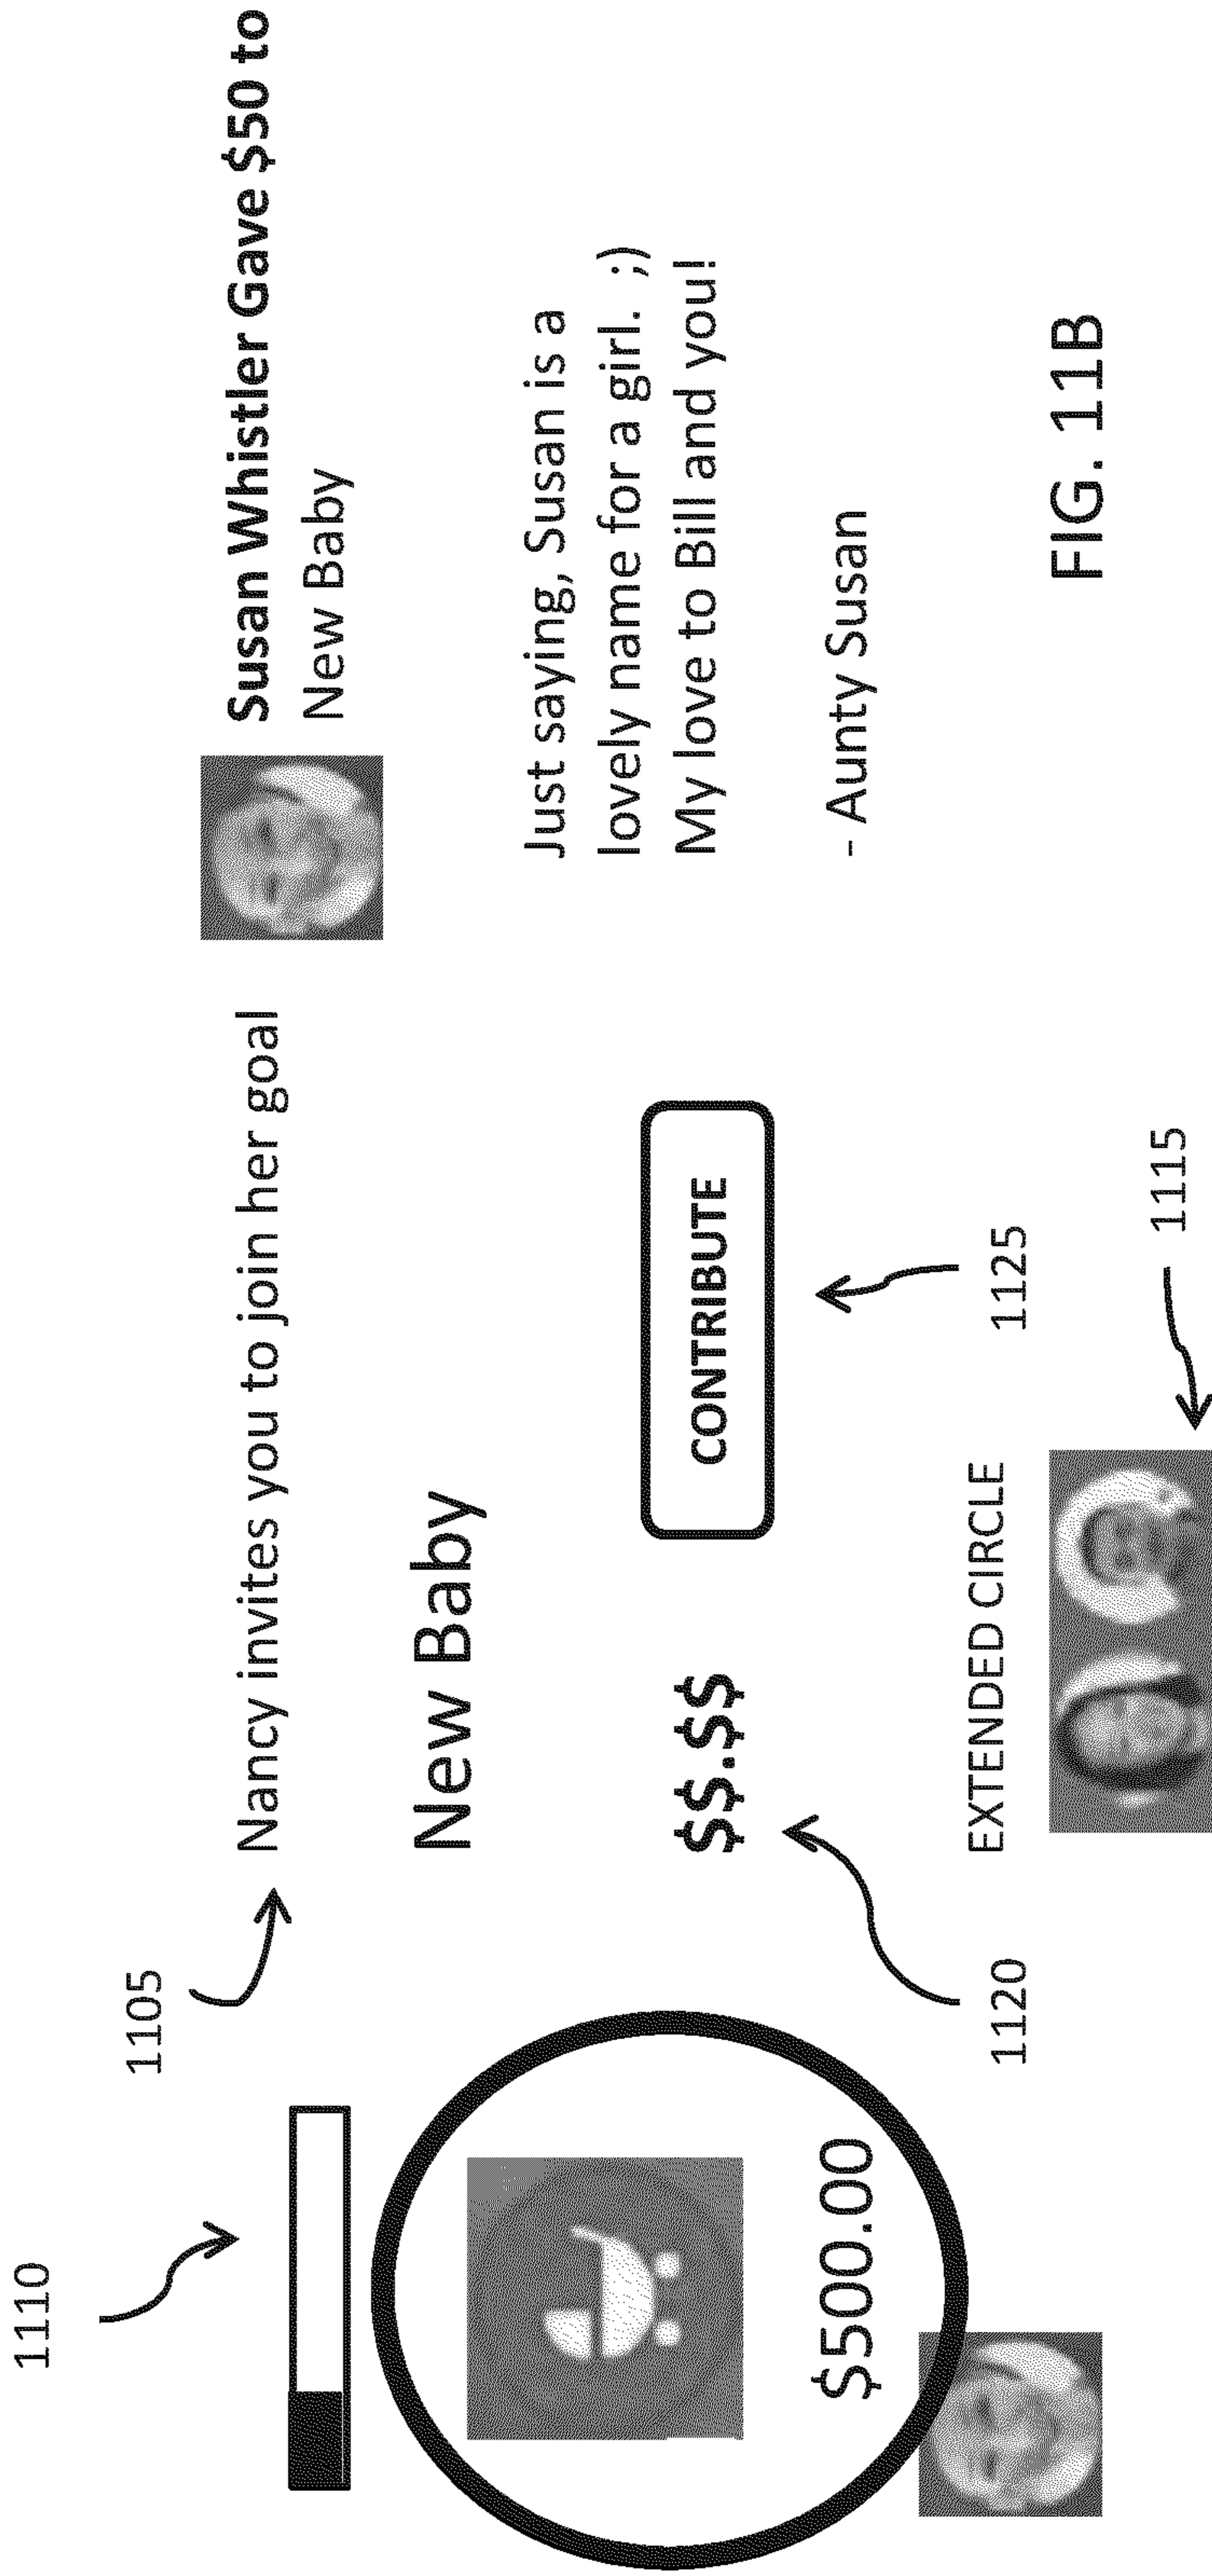 1110
1105
$500.00
Nancy invites you to join her goal
New Baby
$$.$$
CONTRIBUTE
1120
1125
EXTENDED CIRCLE
1115
Susan Whistler Gave $50 to
New Baby
Just saying, Susan is a
lovely name for a girl.  ;)
My love to Bill and you!
- Aunty Susan
FIG. 11B